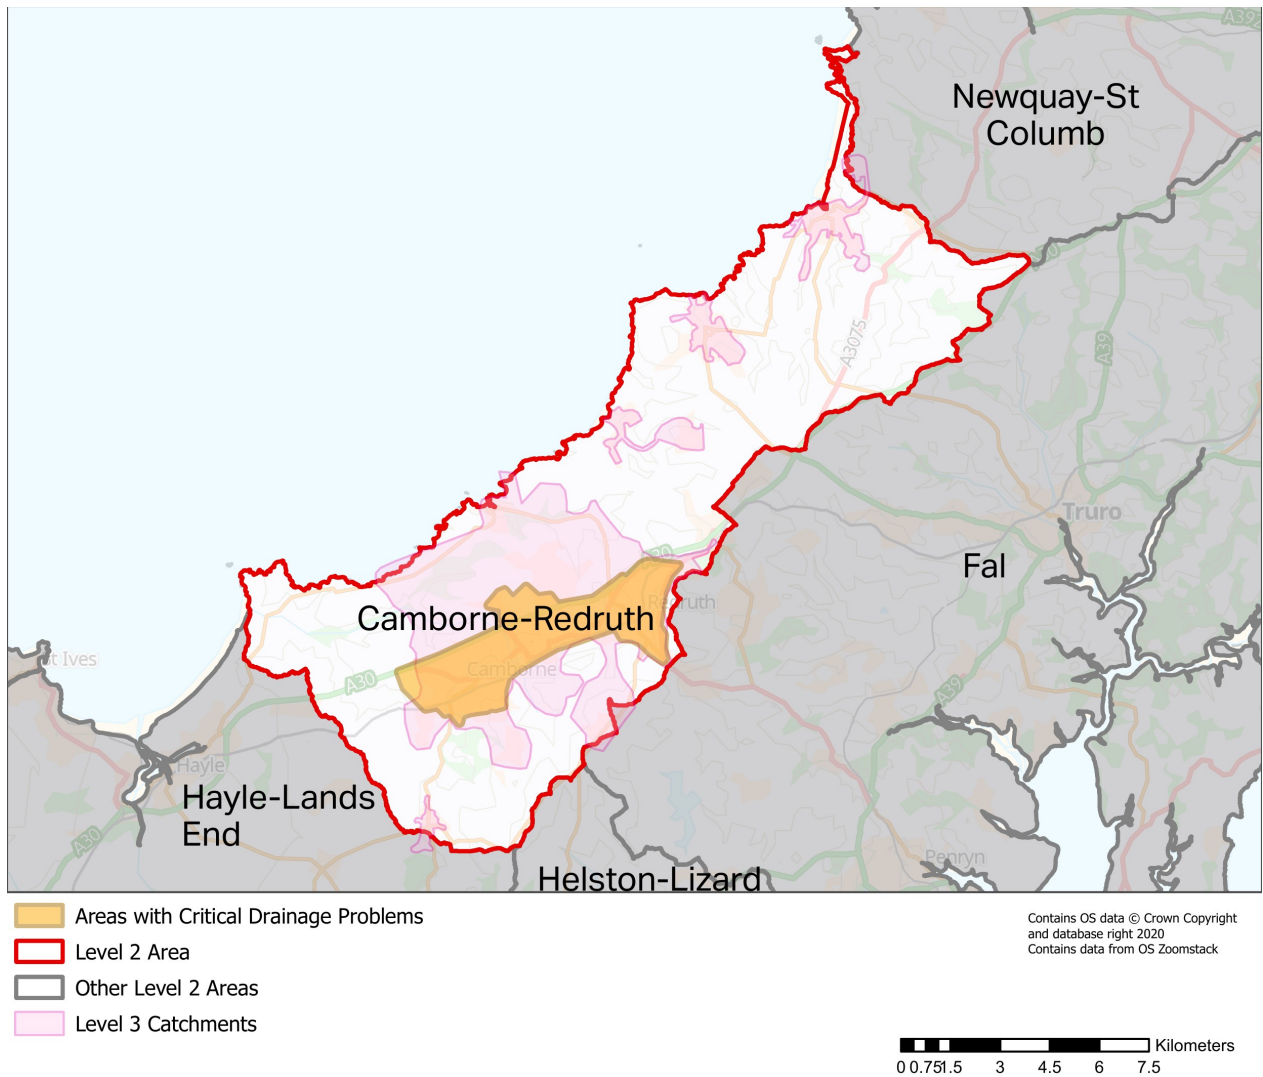 A392
Newquay-St
Columb
A30
A3075
A39
Truro
Fal
A30
Redruth
Camborne-Redruth
St Ives
Camborne
A30
A39
Hayle
Hayle-Lands
End
A30
Penryn
Helston-Lizard
Areas with Critical Drainage Problems
Level 2 Area
Other Level 2 Areas
Level 3 Catchments
Contains OS data © Crown Copyright
and database right 2020
Contains data from OS Zoomstack
Kilometers
0 0.75 1.5 3 4.5 6 7.5